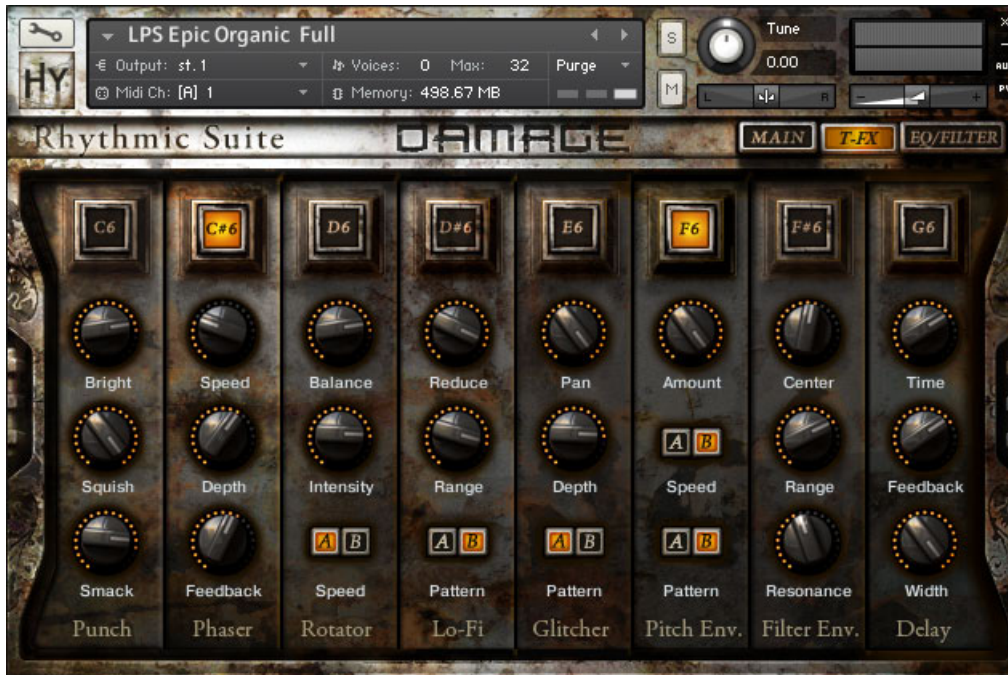 LPS Epic Organic Full
S
Tune
Output: st. 1
Voices: 0 Max: 32
Purge
0.00
HY
Midi Ch: [A] 1
Memory: 498.67 MB
M
L
R
Rhythmic Suite
DAMAGE
MAIN
T-FX
EQ/FILTER
C6 C#6 D6 D#6 E6 F6 F#6 G6
Bright Speed Balance Reduce Pan Amount Center Time
A B
Squish Depth Intensity Range Depth Speed Range Feedback
A B A B A B A B
Smack Feedback Speed Pattern Pattern Pattern Resonance Width
Punch Phaser Rotator Lo-Fi Glitcher Pitch Env. Filter Env. Delay